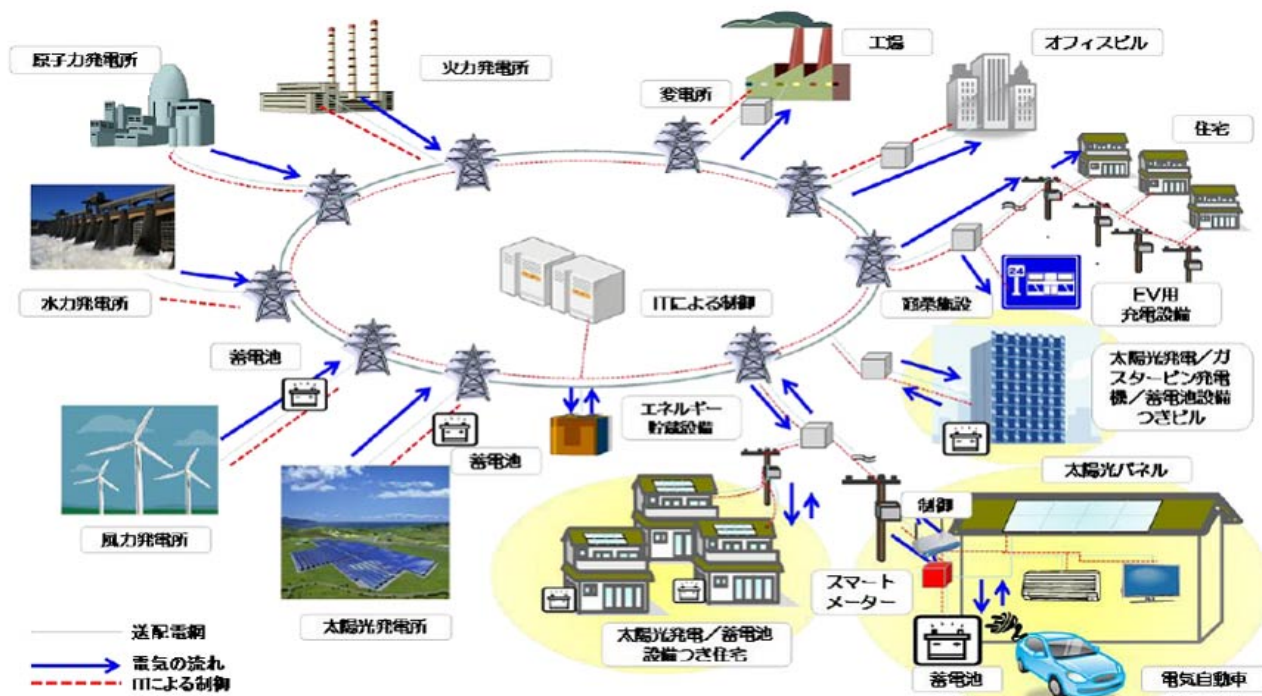 原子力発電所
火力発電所
変電所
工場
オフィスビル
住宅
水力発電所
ITによる制御
商業施設
24
EV用
充電設備
蓄電池
エネルギー
貯蔵設備
太陽光発電/ガ
スタービン発電
機/蓄電池設備
つきビル
蓄電池
太陽光パネル
風力発電所
制御
太陽光発電所
スマート
メーター
太陽光発電/蓄電池
設備つき住宅
蓄電池
電気自動車
送配電網
電気の流れ
ITによる制御